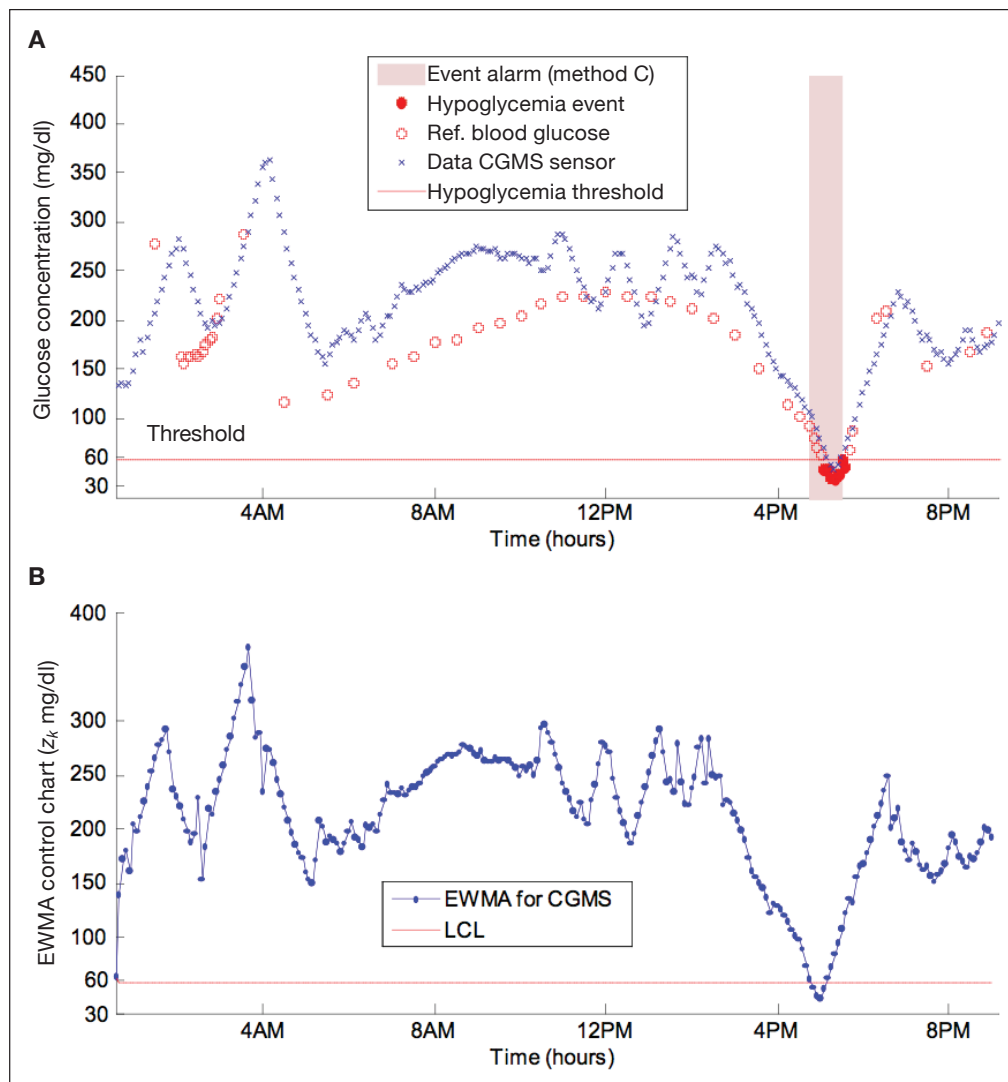 A
450
400
350
300
250
200
150
100
60
30
Glucose concentration (mg/dl)
Event alarm (method C)
Hypoglycemia event
Ref. blood glucose
Data CGMS sensor
Hypoglycemia threshold
Threshold
4AM 8AM 12PM 4PM 8PM
Time (hours)
B
400
300
250
200
150
100
60
30
EWMA control chart (zk mg/dl)
EWMA for CGMS
LCL
4AM 8AM 12PM 4PM 8PM
Time (hours)